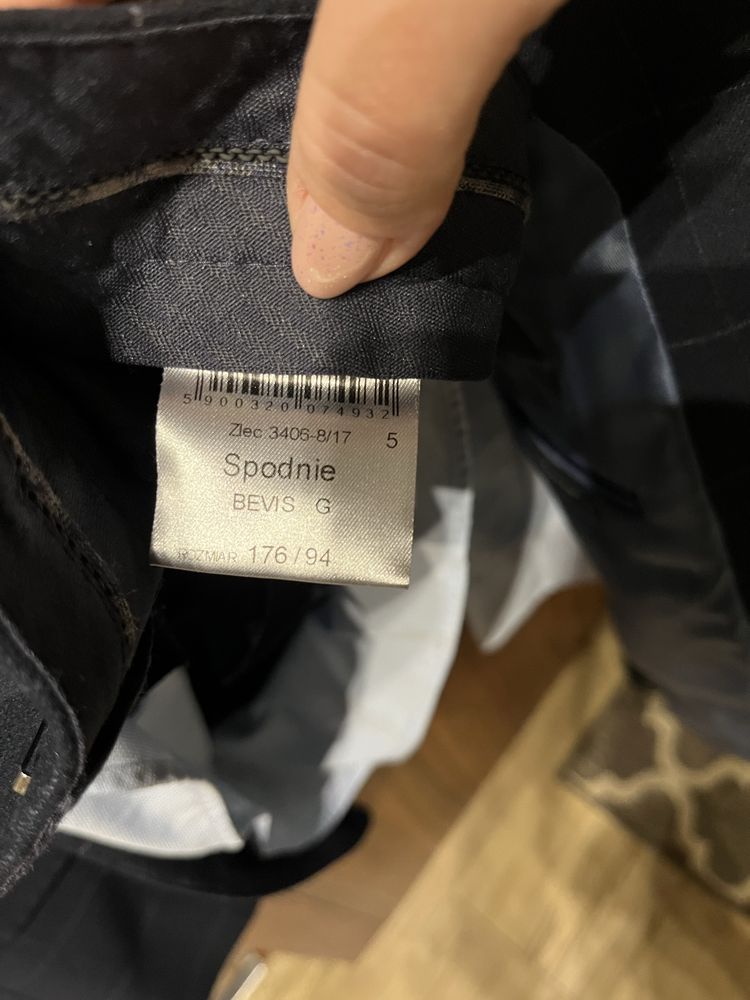 5 900320 074932
Zlec 3406-8/17 5
Spodnie
BEVIS G
ROZMIAR 176/94